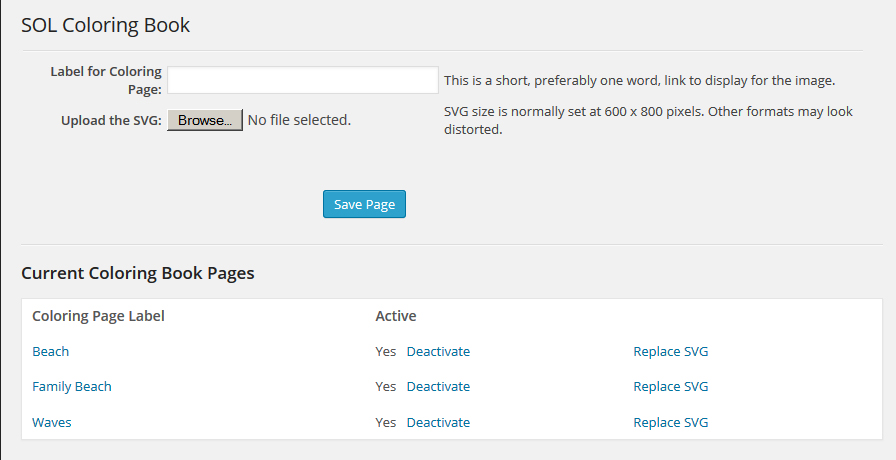 SOL Coloring Book
Label for Coloring
Page:
This is a short, preferably one word, link to display for the image.
Upload the SVG: Browse... No file selected.
SVG size is normally set at 600 x 800 pixels. Other formats may look
distorted.
Save Page
Current Coloring Book Pages
Coloring Page Label Active
Beach Yes Deactivate Replace SVG
Family Beach Yes Deactivate Replace SVG
Waves Yes Deactivate Replace SVG